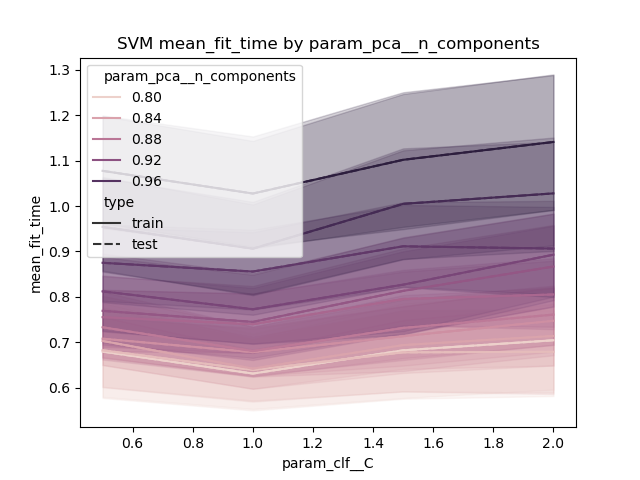 SVM mean_fit_time by param_pca__n_components
param_pca__n_components
0.80
0.84
0.88
0.92
0.96
type
train
test
mean_fit_time
1.3
1.2
1.1
1.0
0.9
0.8
0.7
0.6
0.6 0.8 1.0 1.2 1.4 1.6 1.8 2.0
param_clf__C